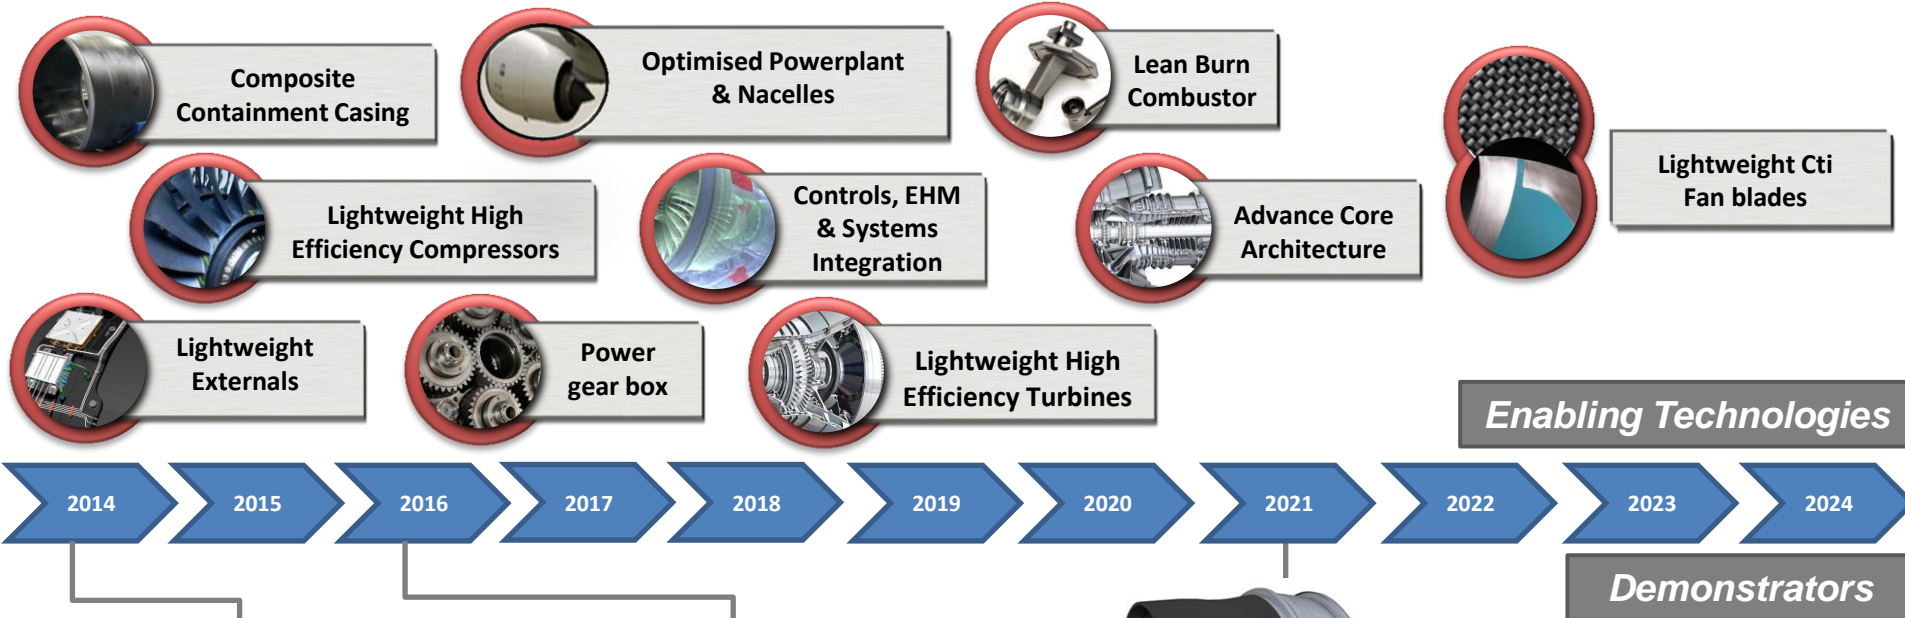 Composite
Containment Casing
Optimised Powerplant
& Nacelles
Lean Burn
Combustor
Lightweight High
Efficiency Compressors
Controls, EHM
& Systems
Integration
Advance Core
Architecture
Lightweight Cti
Fan blades
Lightweight
Externals
Power
gear box
Lightweight High
Efficiency Turbines
Enabling Technologies
2014 2015 2016 2017 2018 2019 2020 2021 2022 2023 2024
Demonstrators